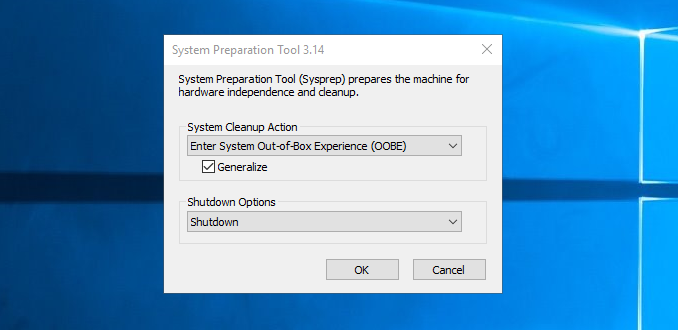 System Preparation Tool 3.14
System Preparation Tool (Sysprep) prepares the machine for
hardware independence and cleanup.
System Cleanup Action
Enter System Out-of-Box Experience (OOBE)
Generalize
Shutdown Options
Shutdown
OK
Cancel